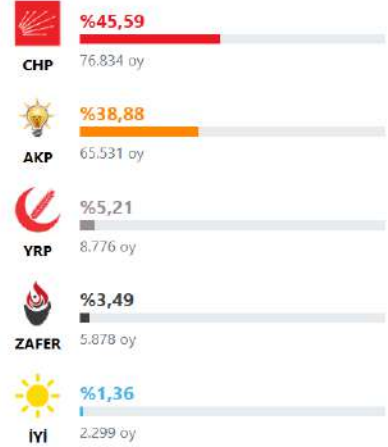 %45,59
CHP
76.834 oy
%38,88
AKP
65.531 oy
%5,21
YRP
8.776 oy
%3,49
ZAFER
5.878 oy
%1,36
İYİ
2.299 oy